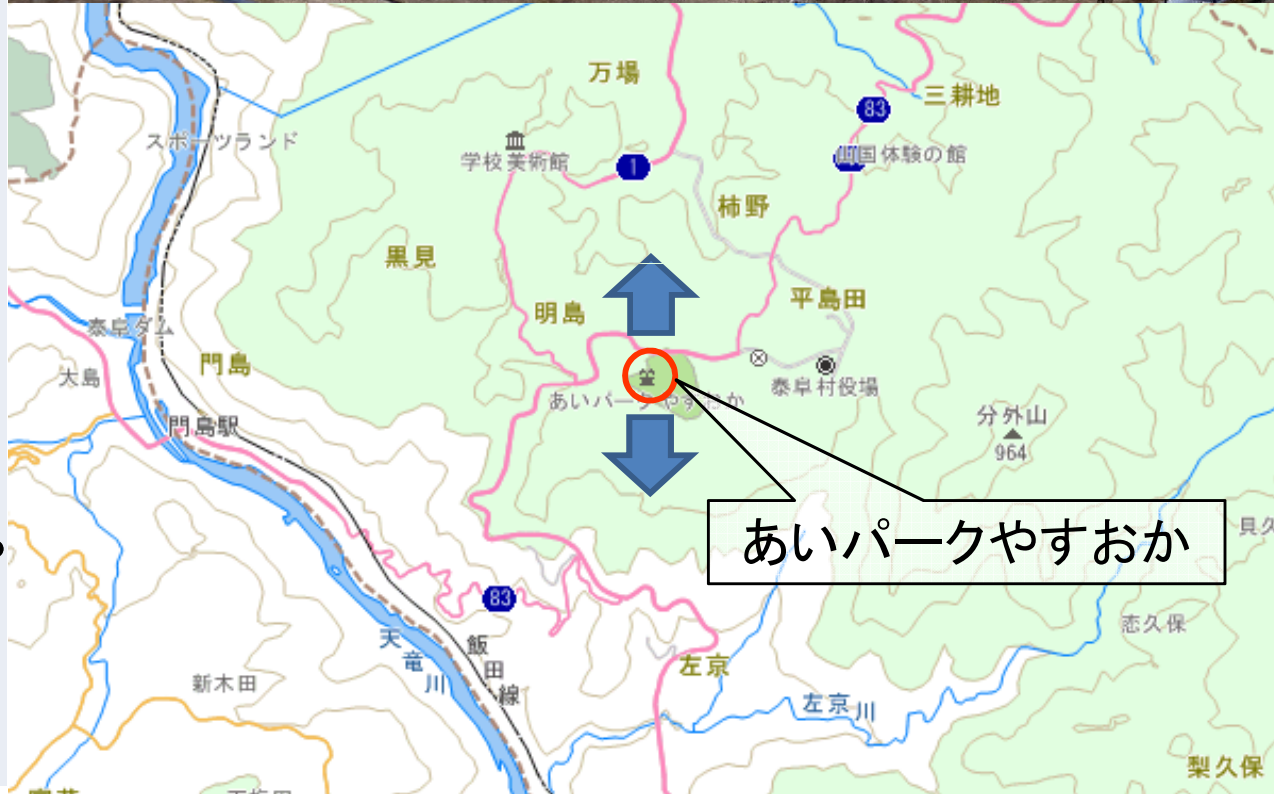 万場
三耕地
83
スポーツランド
学校美術館
1
国体験の館
柿野
黒見
平島田
明島
泰阜ダム
門島
大島
あいパークやすおか
泰阜村役場
分外山
964
門島駅
あいパークやすおか
83
恋久保
天竜川
飯田線
左京
新木田
左京川
梨久保